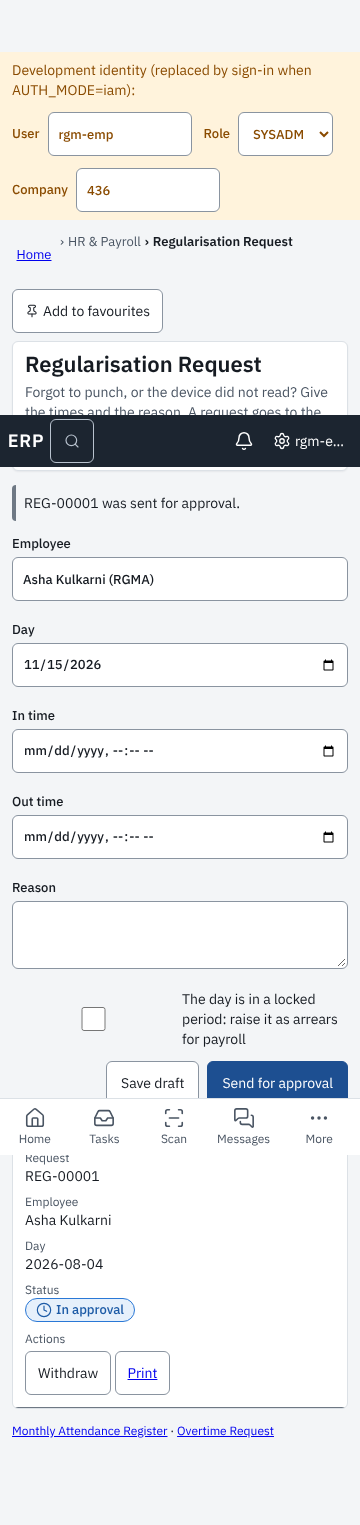 Development identity (replaced by sign-in when
AUTH_MODE=iam):
User rgm-emp Role SYSADM
Company 436
Home › HR & Payroll › Regularisation Request
Add to favourites
Regularisation Request
Forgot to punch, or the device did not read? Give
the times and the reason. A request goes to the
ERP rgm-e...
REG-00001 was sent for approval.
Employee
Asha Kulkarni (RGMA)
Day
11/15/2026
In time
mm/dd/yyyy, --:-- --
Out time
mm/dd/yyyy, --:-- --
Reason
The day is in a locked
period: raise it as arrears
for payroll
Save draft Send for approval
Home Tasks Scan Messages More
Request
REG-00001
Employee
Asha Kulkarni
Day
2026-08-04
Status
In approval
Actions
Withdraw Print
Monthly Attendance Register · Overtime Request